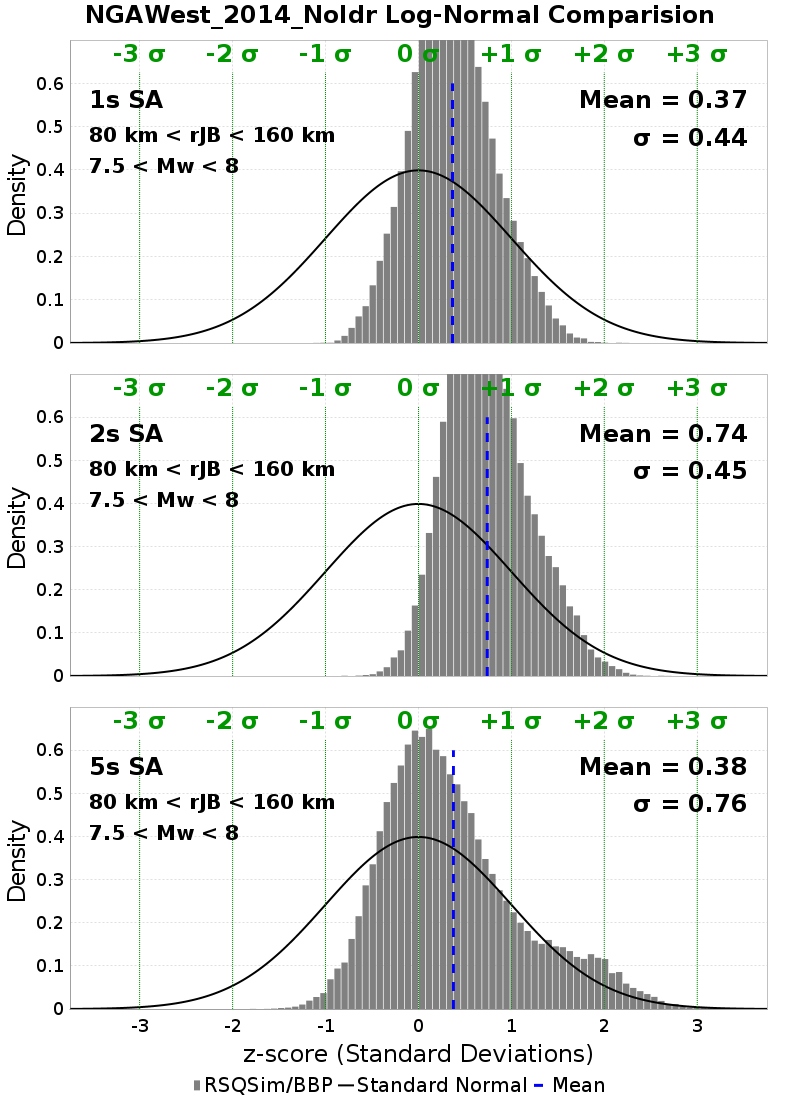 NGAWest_2014_NoIdr Log-Normal Comparision
-3 σ -2 σ -1 σ 0 σ +1 σ +2 σ +3 σ
1s SA
80 km < rJB < 160 km
7.5 < Mw < 8
Mean = 0.37
σ = 0.44
0.6
0.5
0.4
0.3
0.2
0.1
0
Density
-3 σ -2 σ -1 σ 0 σ +1 σ +2 σ +3 σ
2s SA
80 km < rJB < 160 km
7.5 < Mw < 8
Mean = 0.74
σ = 0.45
0.6
0.5
0.4
0.3
0.2
0.1
0
Density
-3 σ -2 σ -1 σ 0 σ +1 σ +2 σ +3 σ
5s SA
80 km < rJB < 160 km
7.5 < Mw < 8
Mean = 0.38
σ = 0.76
0.6
0.5
0.4
0.3
0.2
0.1
0
Density
-3 -2 -1 0 1 2 3
z-score (Standard Deviations)
RSQSim/BBP Standard Normal Mean